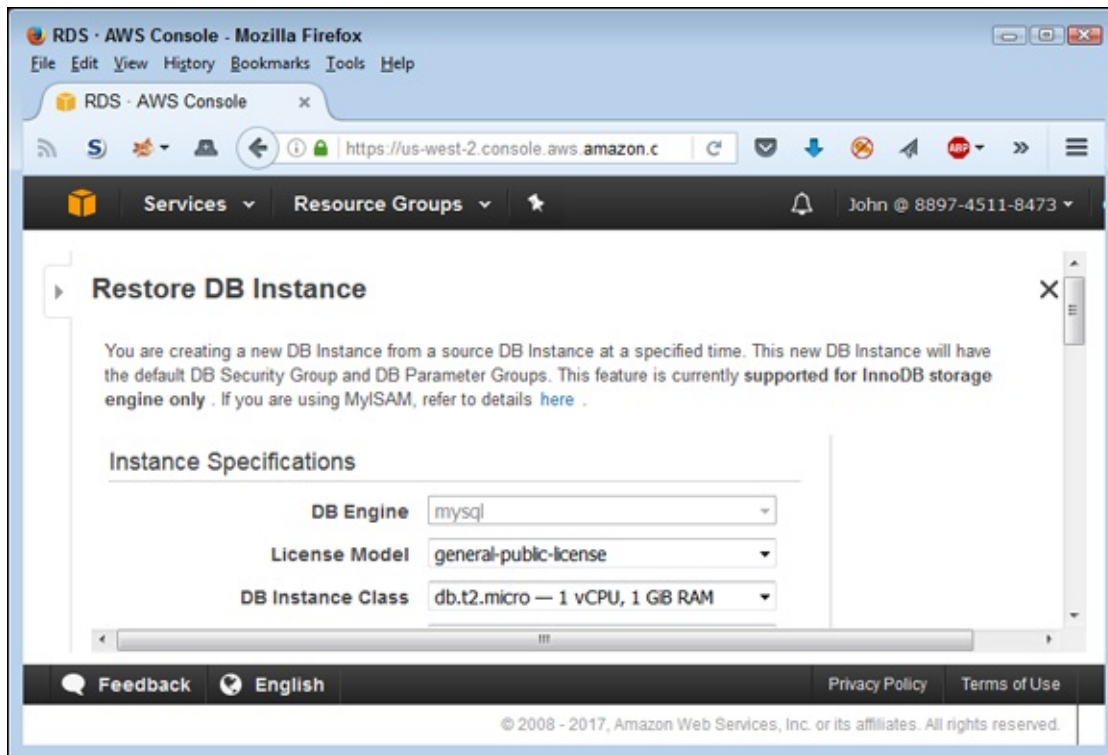 RDS · AWS Console - Mozilla Firefox
File Edit View History Bookmarks Tools Help
RDS · AWS Console
https://us-west-2.console.aws.amazon.c
ABP
Services Resource Groups John @ 8897-4511-8473
Restore DB Instance
You are creating a new DB Instance from a source DB Instance at a specified time. This new DB Instance will have
the default DB Security Group and DB Parameter Groups. This feature is currently supported for InnoDB storage
engine only . If you are using MyISAM, refer to details here .
Instance Specifications
DB Engine mysql
License Model general-public-license
DB Instance Class db.t2.micro — 1 vCPU, 1 GiB RAM
Feedback English Privacy Policy Terms of Use
© 2008 - 2017, Amazon Web Services, Inc. or its affiliates. All rights reserved.